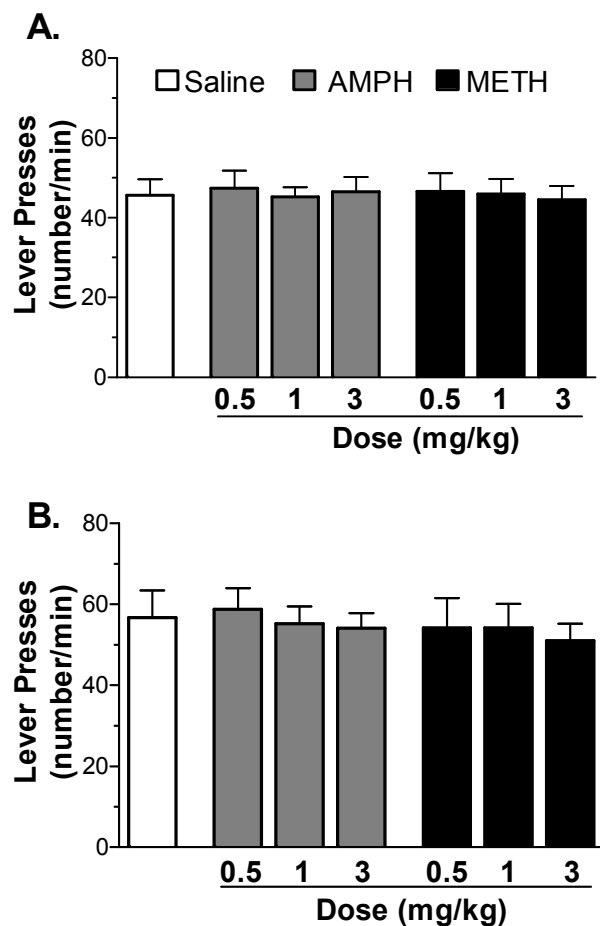 A.
80
Saline AMPH METH
60
40
20
0
Lever Presses
(number/min)
0.5 1 3 0.5 1 3
Dose (mg/kg)
B.
80
60
40
20
0
Lever Presses
(number/min)
0.5 1 3 0.5 1 3
Dose (mg/kg)